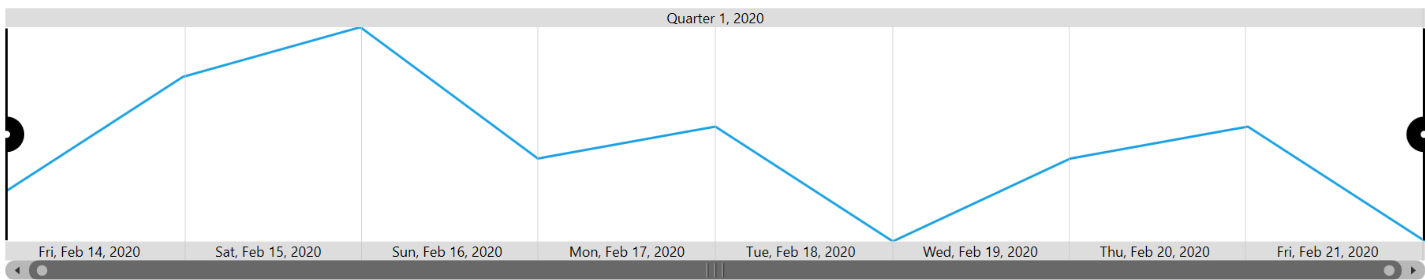 Quarter 1, 2020
Fri, Feb 14, 2020
Sat, Feb 15, 2020
Sun, Feb 16, 2020
Mon, Feb 17, 2020
Tue, Feb 18, 2020
Wed, Feb 19, 2020
Thu, Feb 20, 2020
Fri, Feb 21, 2020